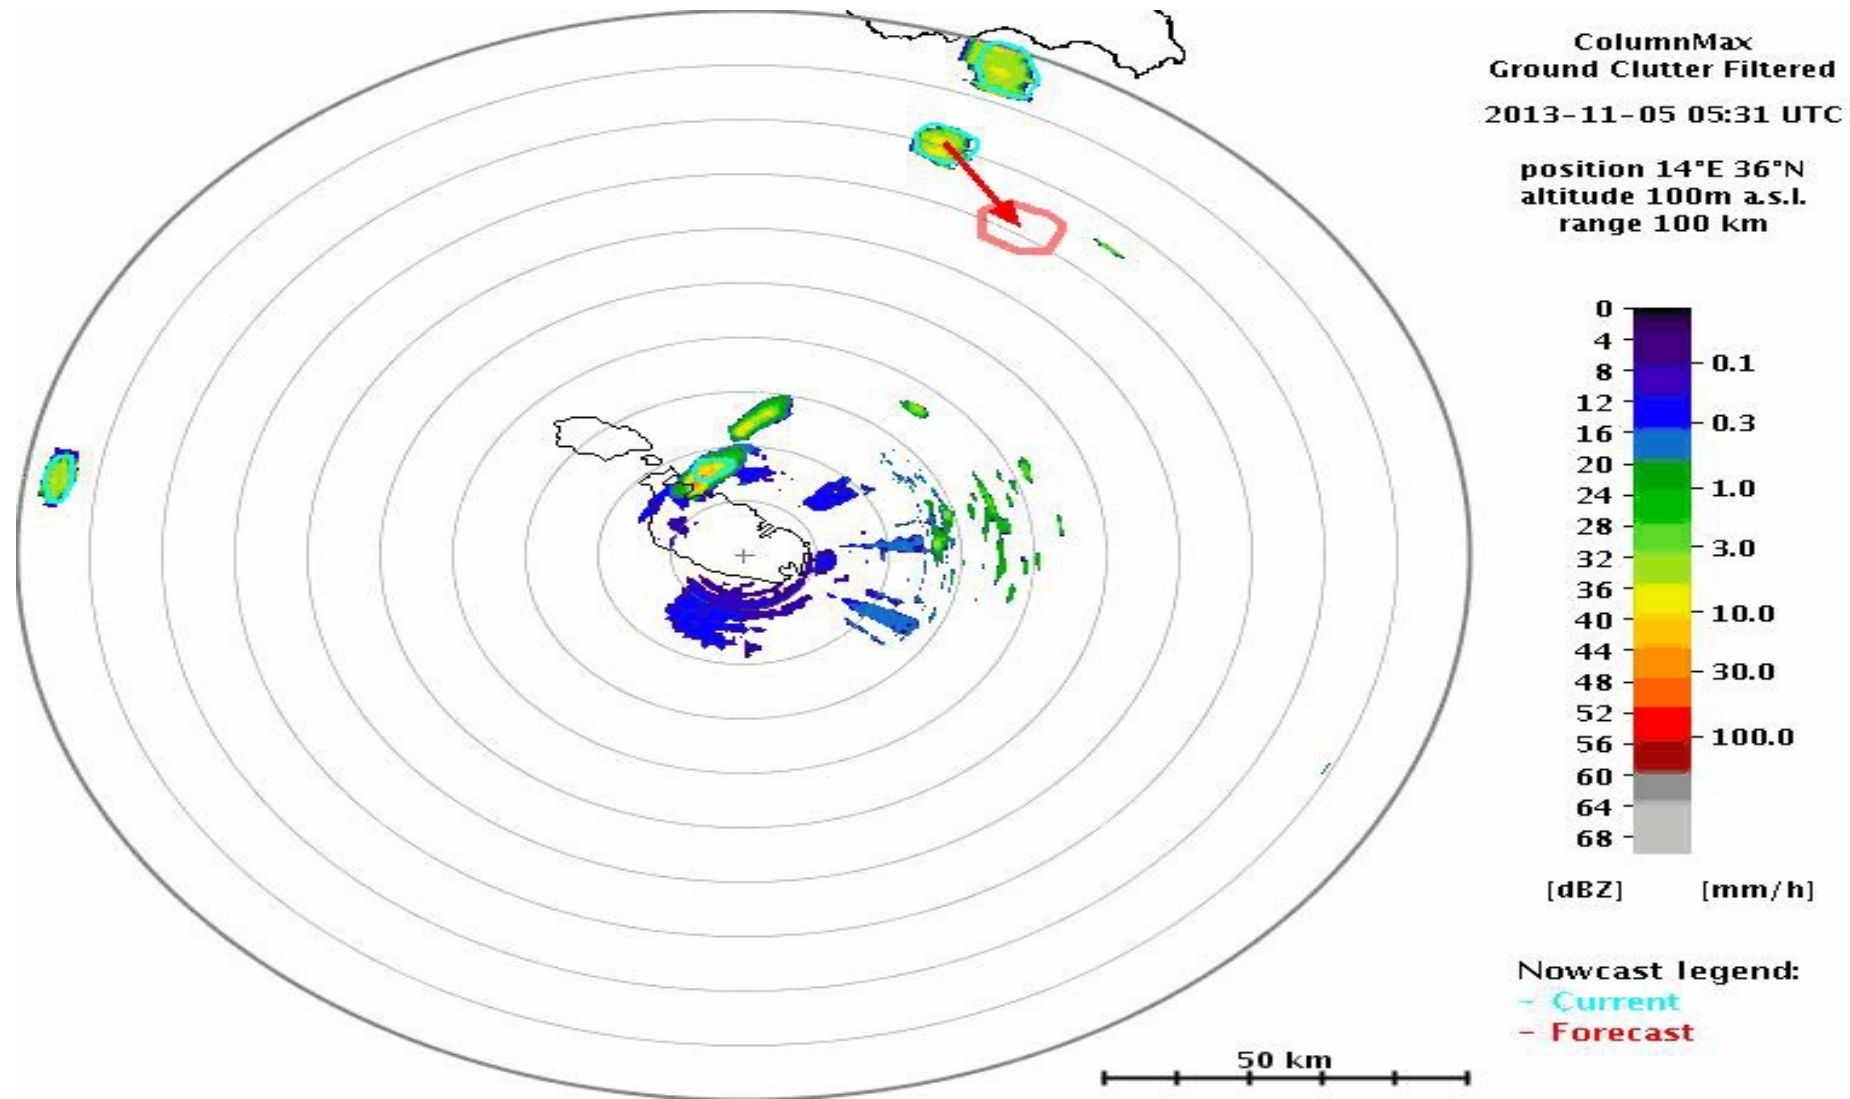 ColumnMax
Ground Clutter Filtered
2013-11-05 05:31 UTC
position 14°E 36°N
altitude 100m a.s.l.
range 100 km
0
4
8
12
16
20
24
28
32
36
40
44
48
52
56
60
64
68
0.1
0.3
1.0
3.0
10.0
30.0
100.0
[dBZ] [mm/h]
Nowcast legend:
- Current
- Forecast
50 km